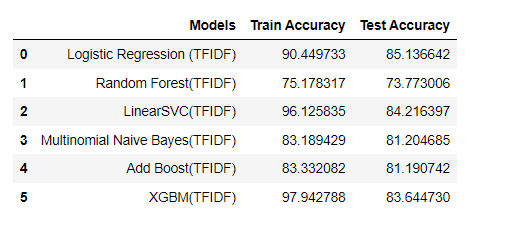 Models Train Accuracy Test Accuracy
0 Logistic Regression (TFIDF) 90.449733 85.136642
1 Random Forest(TFIDF) 75.178317 73.773006
2 LinearSVC(TFIDF) 96.125835 84.216397
3 Multinomial Naive Bayes(TFIDF) 83.189429 81.204685
4 Add Boost(TFIDF) 83.332082 81.190742
5 XGBM(TFIDF) 97.942788 83.644730